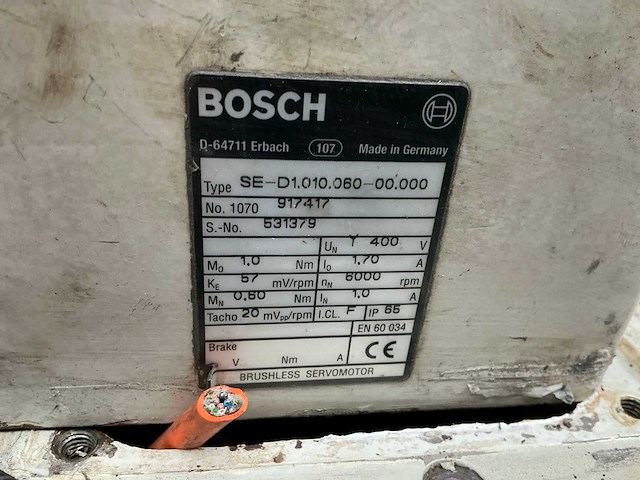 BOSCH
D-64711 Erbach 107 Made in Germany
Type SE-D1.010.060-00.000
No. 1070 917417
S.-No. 531379
UN Y 400 V
M0 1.0 Nm I0 1.70 A
KE 57 mV/rpm nN 6000 rpm
MN 0.60 Nm IN 1.0 A
Tacho 20 mVpp/rpm I.CL. F IP 65
EN 60 034
Brake
V Nm A CE
BRUSHLESS SERVOMOTOR